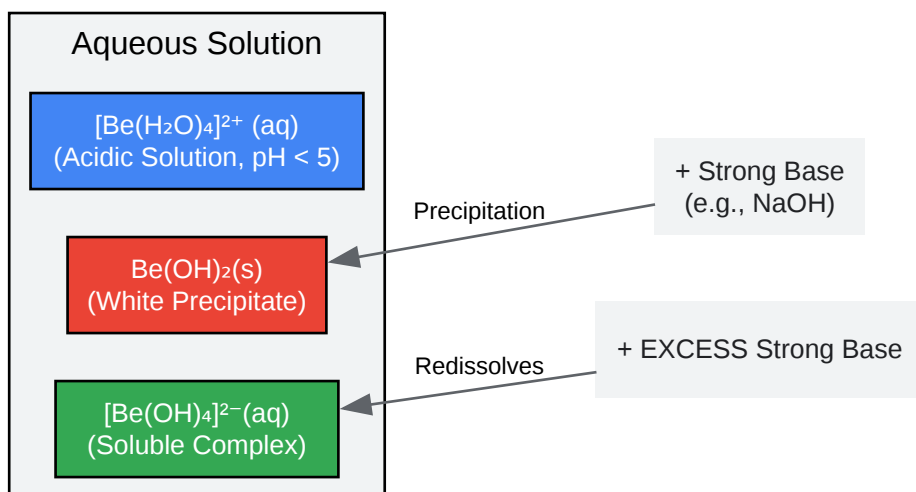 Aqueous Solution
[Be(H₂O)₄]²⁺ (aq)
(Acidic Solution, pH < 5)
+ Strong Base
(e.g., NaOH)
Precipitation
Be(OH)₂(s)
(White Precipitate)
+ EXCESS Strong Base
Redissolves
[Be(OH)₄]²⁻(aq)
(Soluble Complex)